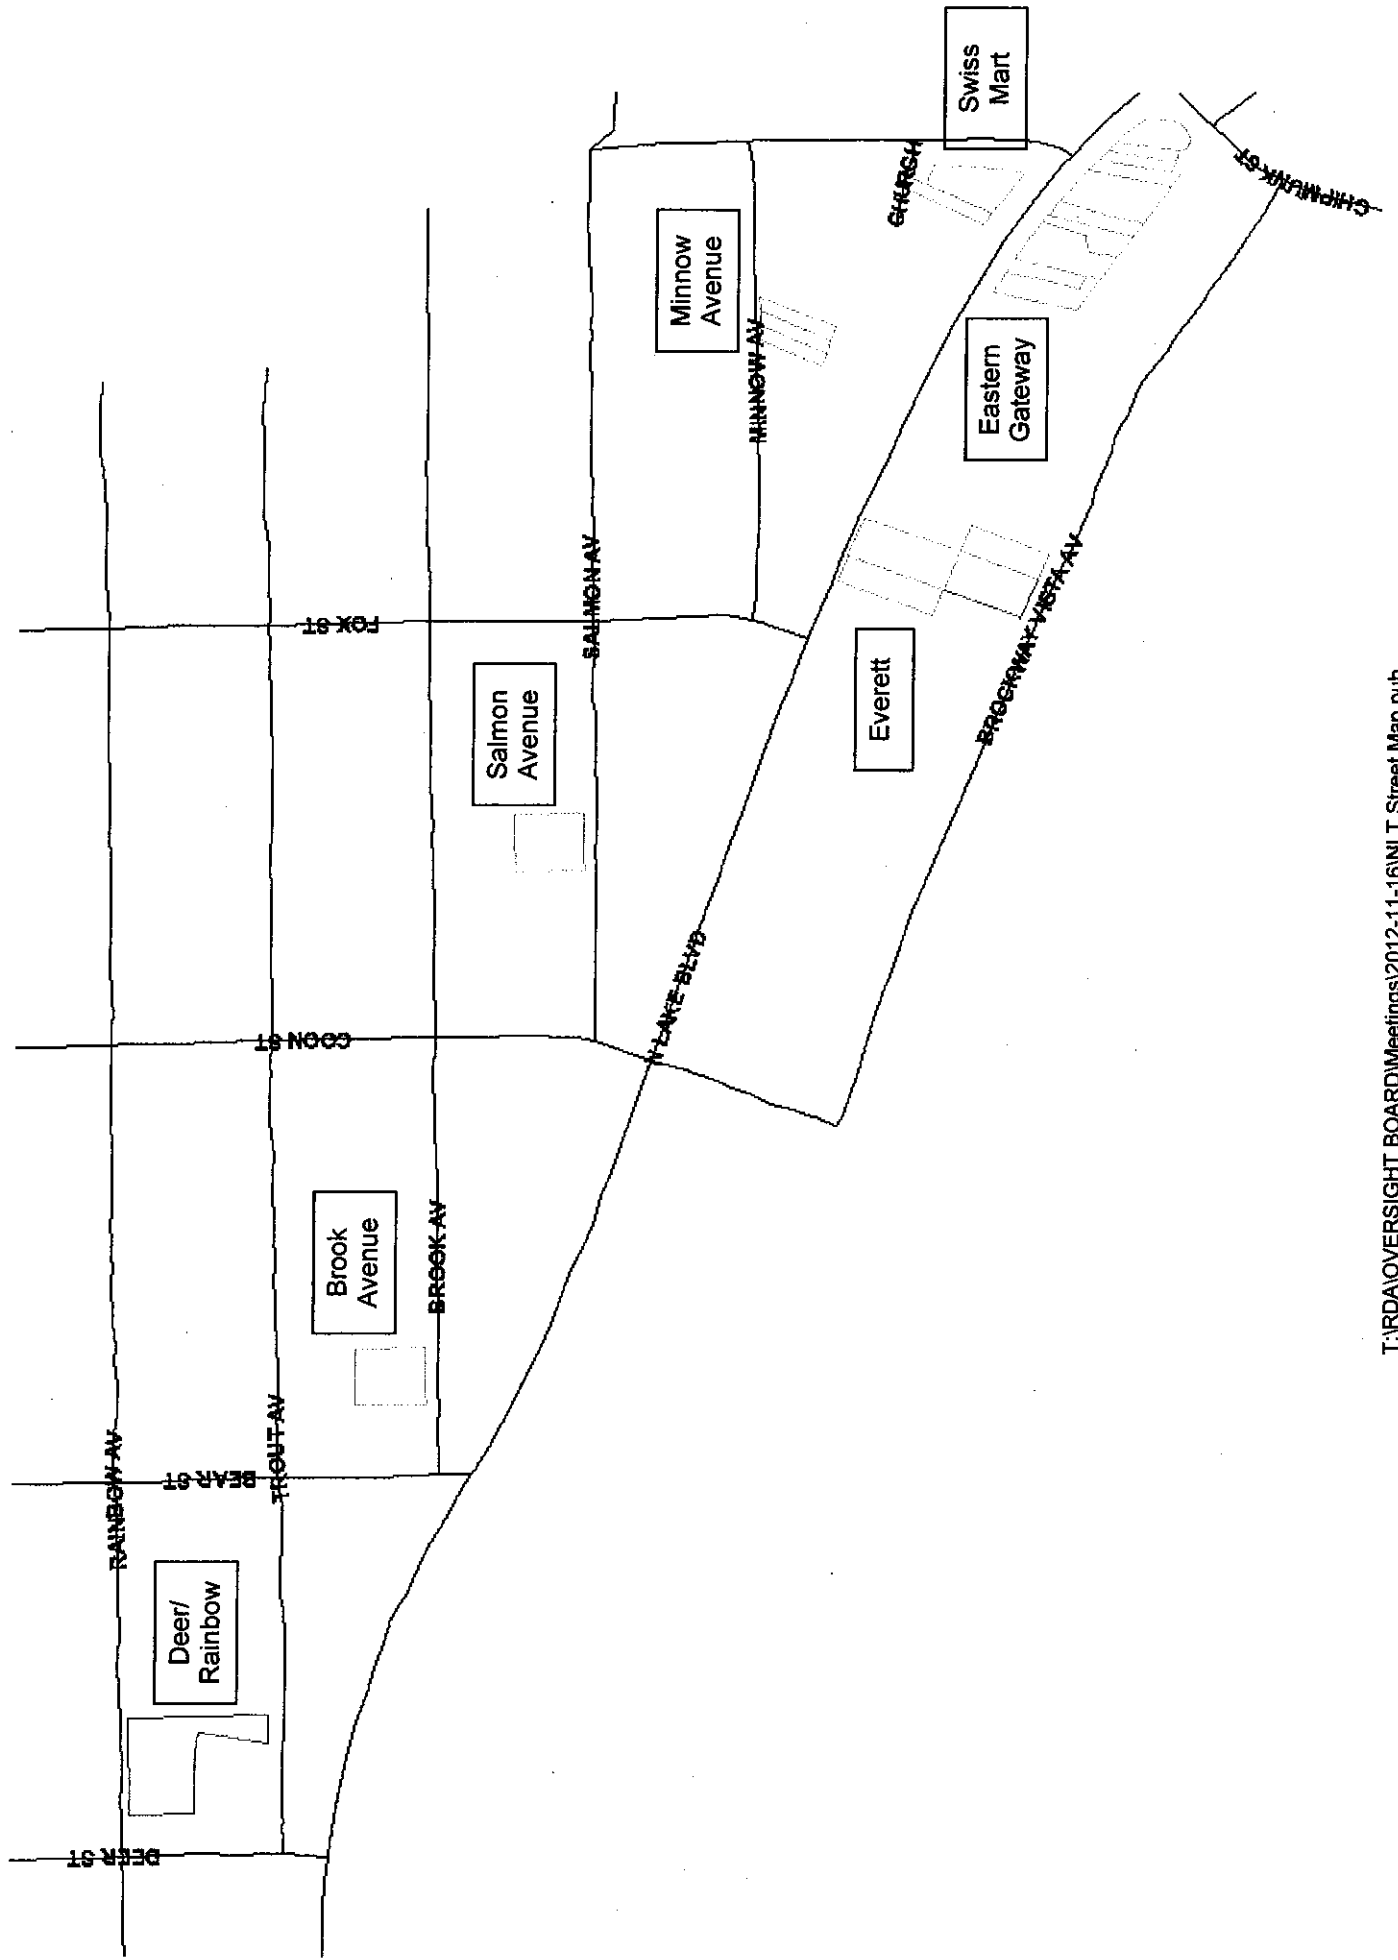 RAINBOW AV
DEER ST
Deer/
Rainbow
BEAR ST
TROUT AV
Brook
Avenue
BROOK AV
COON ST
Salmon
Avenue
FOX ST
SALMON AV
N LAKE BLVD
Minnow
Avenue
MINNOW AV
Everett
BROCKWAY VISTA AV
Eastern
Gateway
CHURCH
Swiss
Mart
CHIPMUNK ST
T:\RDA\OVERSIGHT BOARD\Meetings\2012-11-16\NLT Street Map.pub